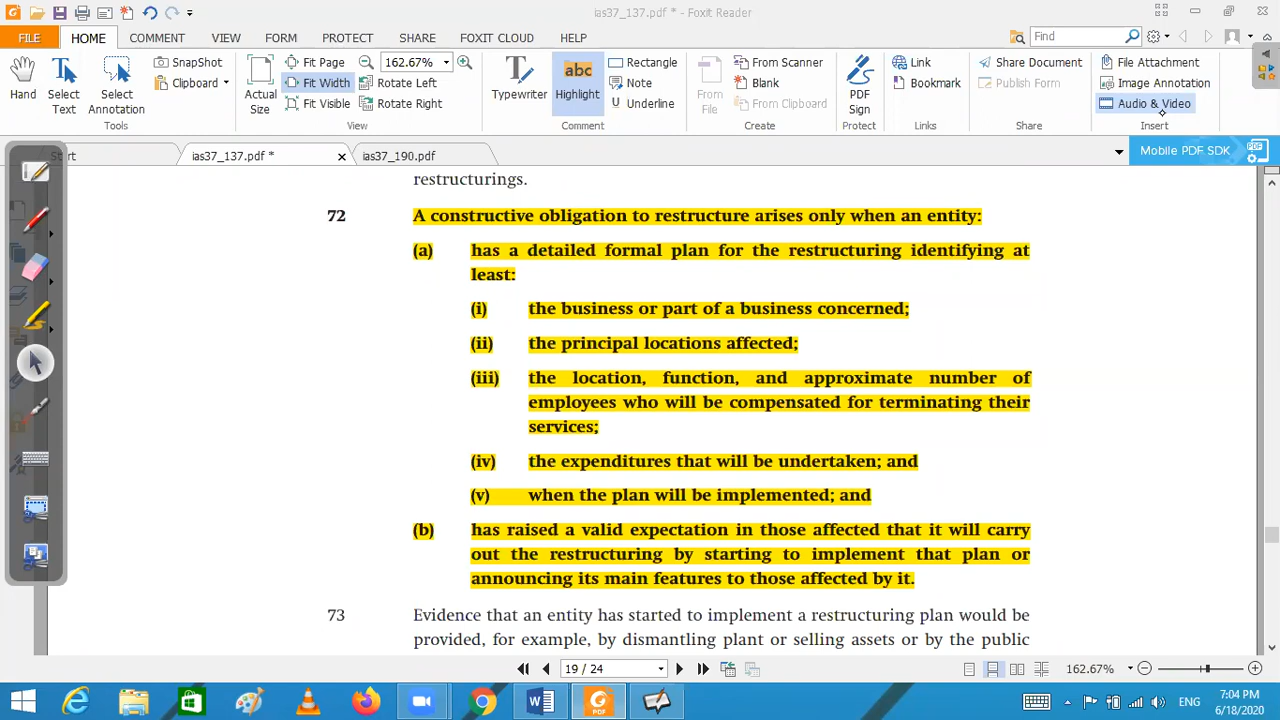 ias37_137.pdf * - Foxit Reader
FILE HOME COMMENT VIEW FORM PROTECT SHARE FOXIT CLOUD HELP Find
SnapShot Fit Page 162.67% Rectangle From Scanner Link Share Document File Attachment
Clipboard Fit Width Rotate Left abc Note Blank Bookmark Publish Form Image Annotation
Hand Select Text Select Annotation Actual Size Fit Visible Rotate Right Typewriter Highlight Underline From File From Clipboard PDF Sign Audio & Video
Tools View Comment Create Protect Links Share Insert
Start ias37_137.pdf * ias37_190.pdf Mobile PDF SDK PDF
restructurings.
72 A constructive obligation to restructure arises only when an entity:
(a) has a detailed formal plan for the restructuring identifying at
least:
(i) the business or part of a business concerned;
(ii) the principal locations affected;
(iii) the location, function, and approximate number of
employees who will be compensated for terminating their
services;
(iv) the expenditures that will be undertaken; and
(v) when the plan will be implemented; and
(b) has raised a valid expectation in those affected that it will carry
out the restructuring by starting to implement that plan or
announcing its main features to those affected by it.
73 Evidence that an entity has started to implement a restructuring plan would be
provided, for example, by dismantling plant or selling assets or by the public
19 / 24 162.67%
PDF ENG 7:04 PM
6/18/2020